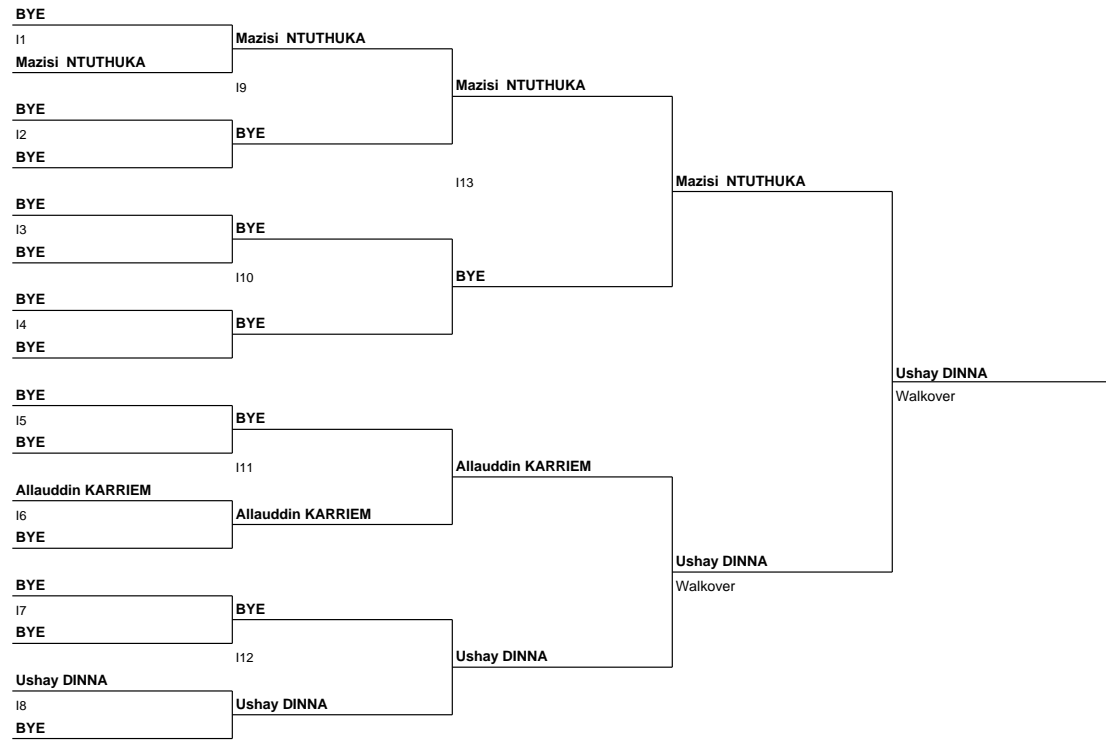 BYE
I1
Mazisi NTUTHUKA
Mazisi NTUTHUKA
I9
Mazisi NTUTHUKA
BYE
I2
BYE
BYE
I13
Mazisi NTUTHUKA
BYE
I3
BYE
BYE
I10
BYE
BYE
I4
BYE
BYE
Ushay DINNA
Walkover
BYE
I5
BYE
BYE
I11
Allauddin KARRIEM
Allauddin KARRIEM
I6
BYE
Allauddin KARRIEM
Ushay DINNA
Walkover
BYE
I7
BYE
BYE
I12
Ushay DINNA
Ushay DINNA
I8
BYE
Ushay DINNA